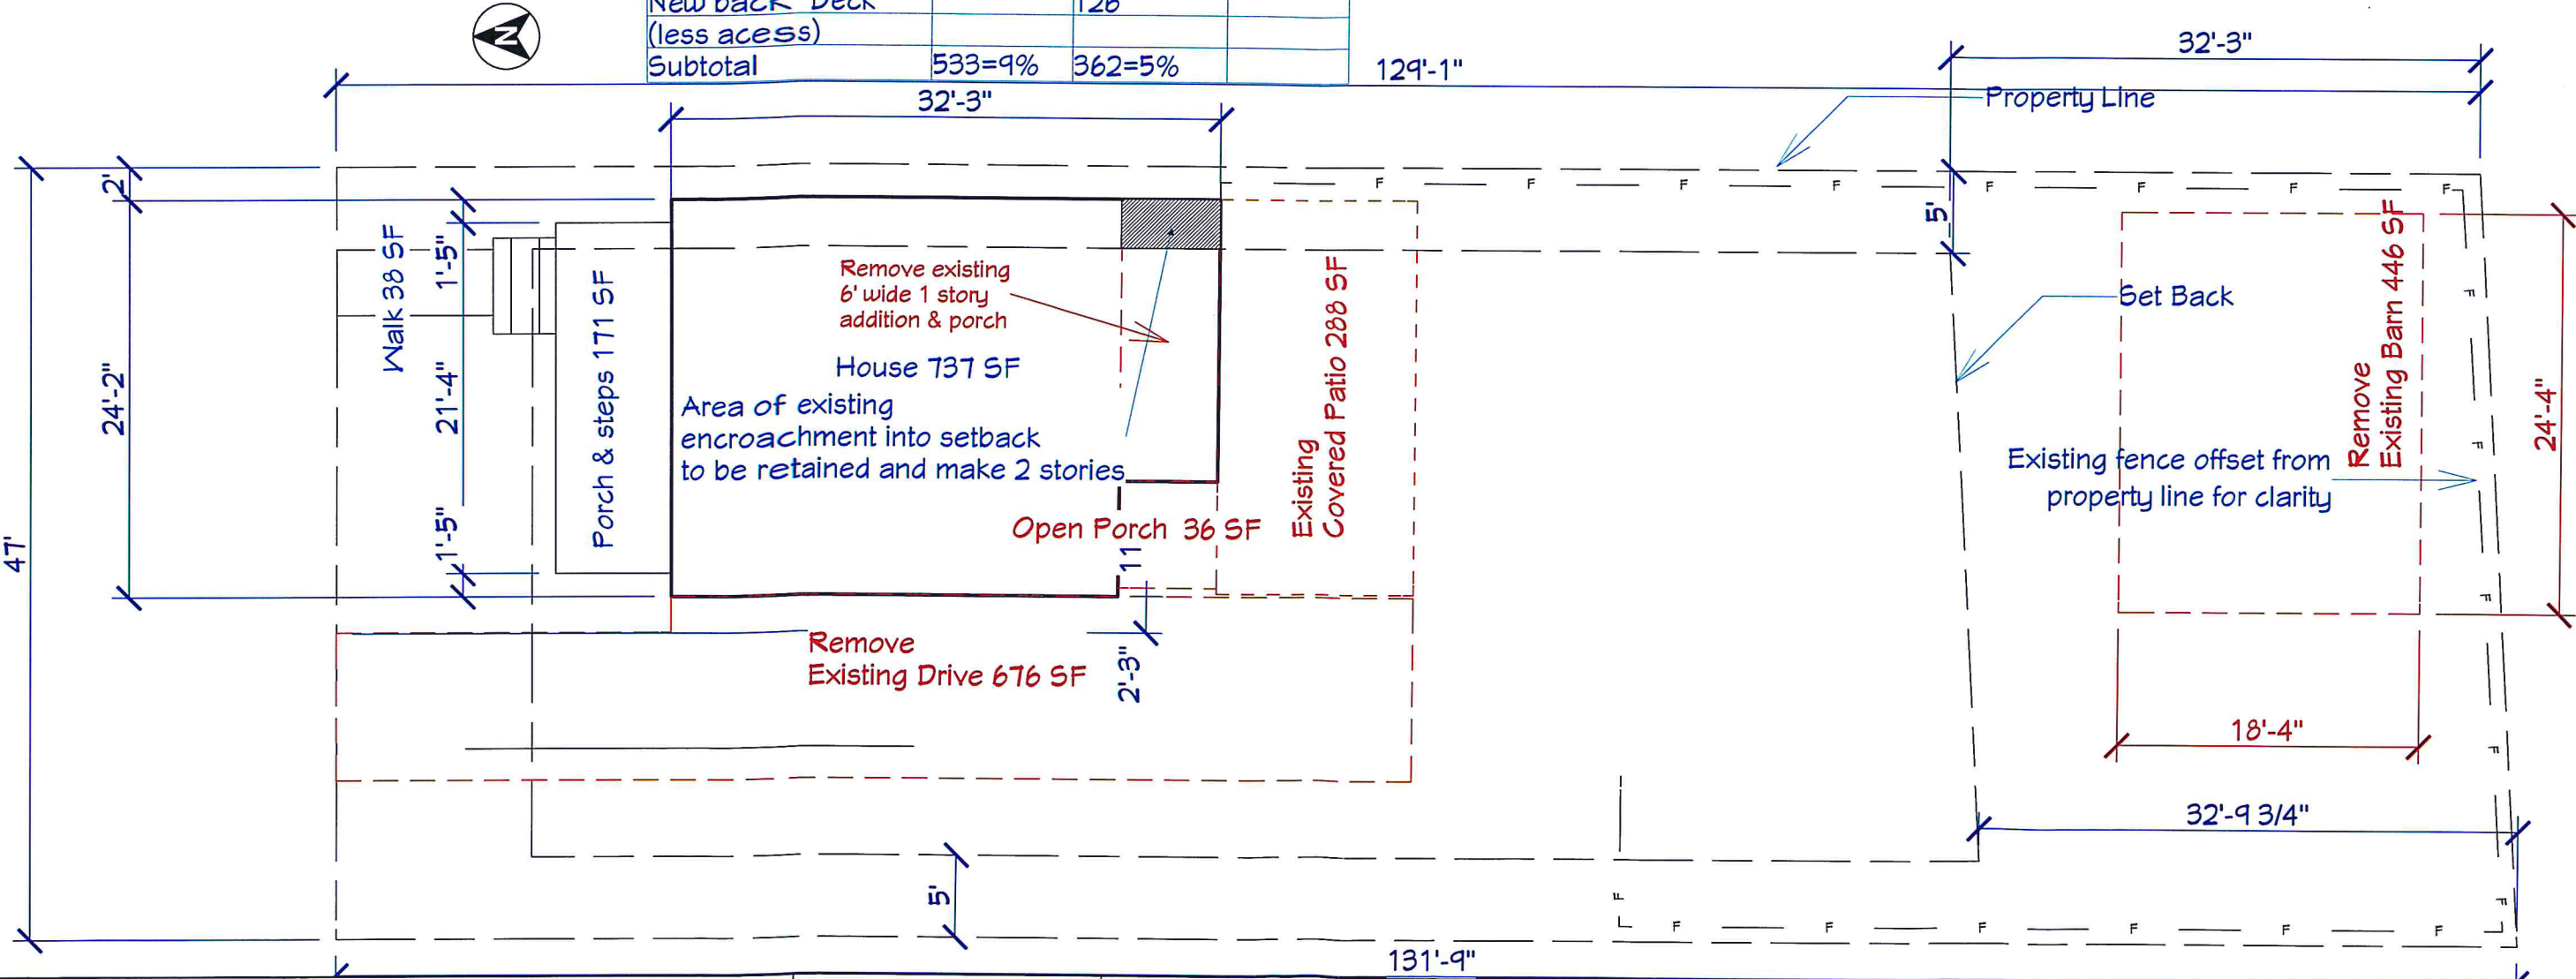 New back Deck 126
(less acess)
Subtotal 533=9% 362=5%
N
129'-1"
32'-3"
32'-3"
Property Line
2'
5'
F F F F F F F F
Walk 38 SF
1'-5"
21'-4"
1'-5"
24'-2"
47'
Porch & steps 171 SF
Remove existing
6' wide 1 story
addition & porch
House 737 SF
Area of existing
encroachment into setback
to be retained and make 2 stories
Open Porch 36 SF
11
2'-3"
Existing
Covered Patio 288 SF
Set Back
Remove
Existing Barn 446 SF
Existing fence offset from
property line for clarity
24'-4"
18'-4"
32'-9 3/4"
F
F
F
F
F
F
Remove
Existing Drive 676 SF
5'
F
F F F F F F
131'-9"